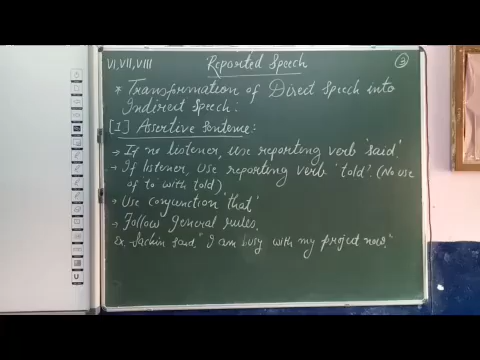 VI, VII, VIII
Reported Speech
3
* Transformation of Direct Speech into
Indirect Speech:
[I] Assertive Sentence:
→ If no listener, use reporting verb 'said'.
→ If listener, use reporting verb 'told'. (No use
of 'to' with told)
→ Use conjunction 'that'
→ Follow general rules.
Ex. Sachin said, "I am busy with my project now."